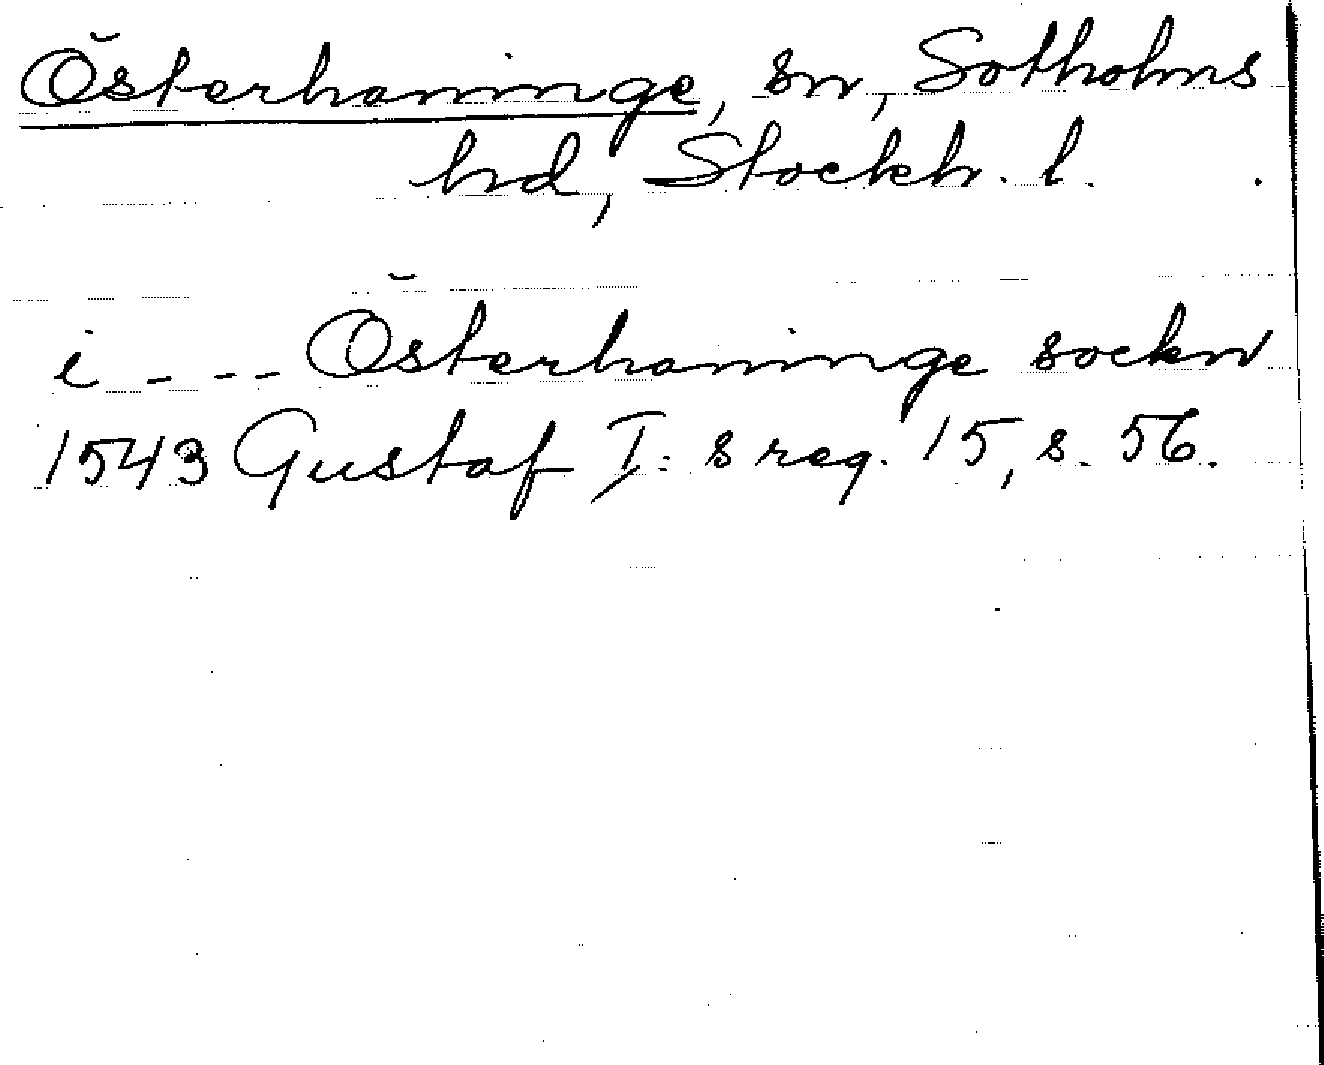 Österhaninge, sn, Sotholms
hd, Stockh. l.
i - - - Österhaninge sockn
1543 Gustaf I: s reg. 15, s. 56.